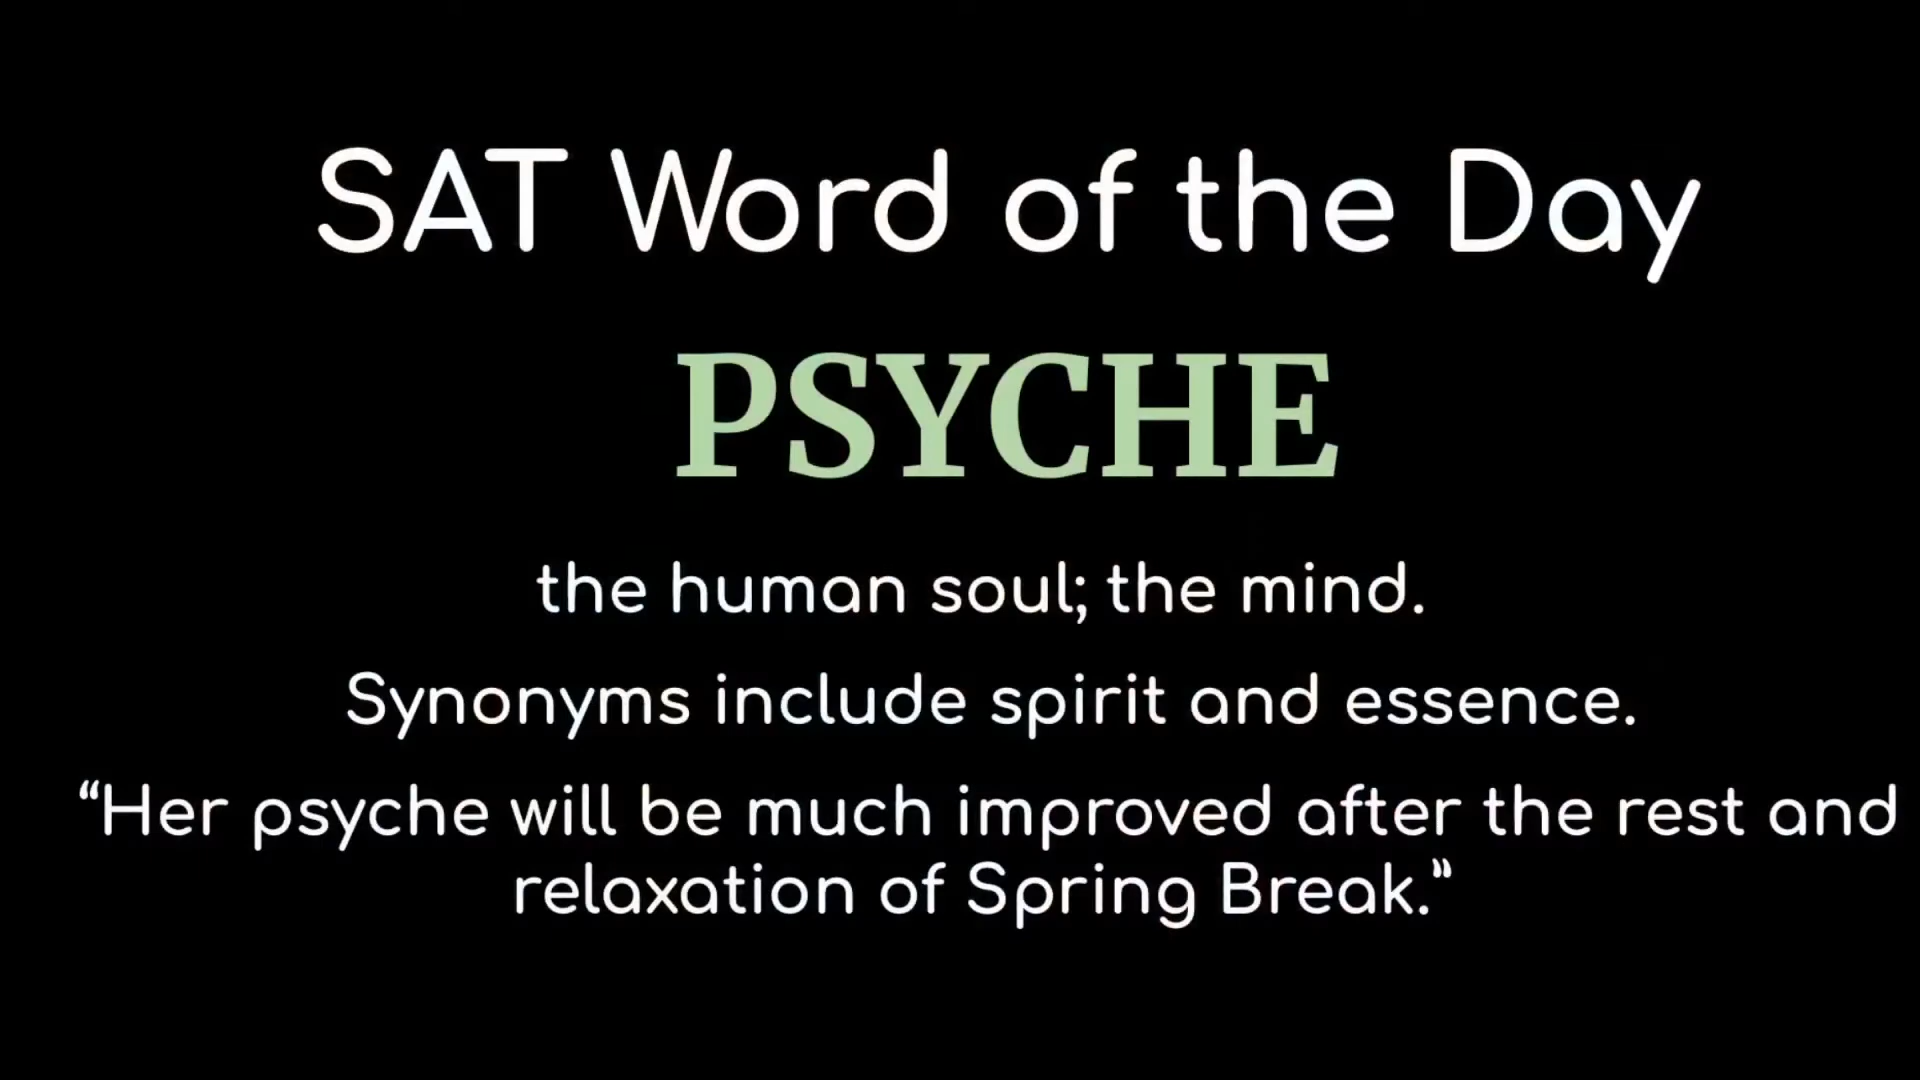 SAT Word of the Day
PSYCHE
the human soul; the mind.
Synonyms include spirit and essence.
“Her psyche will be much improved after the rest and
relaxation of Spring Break.”